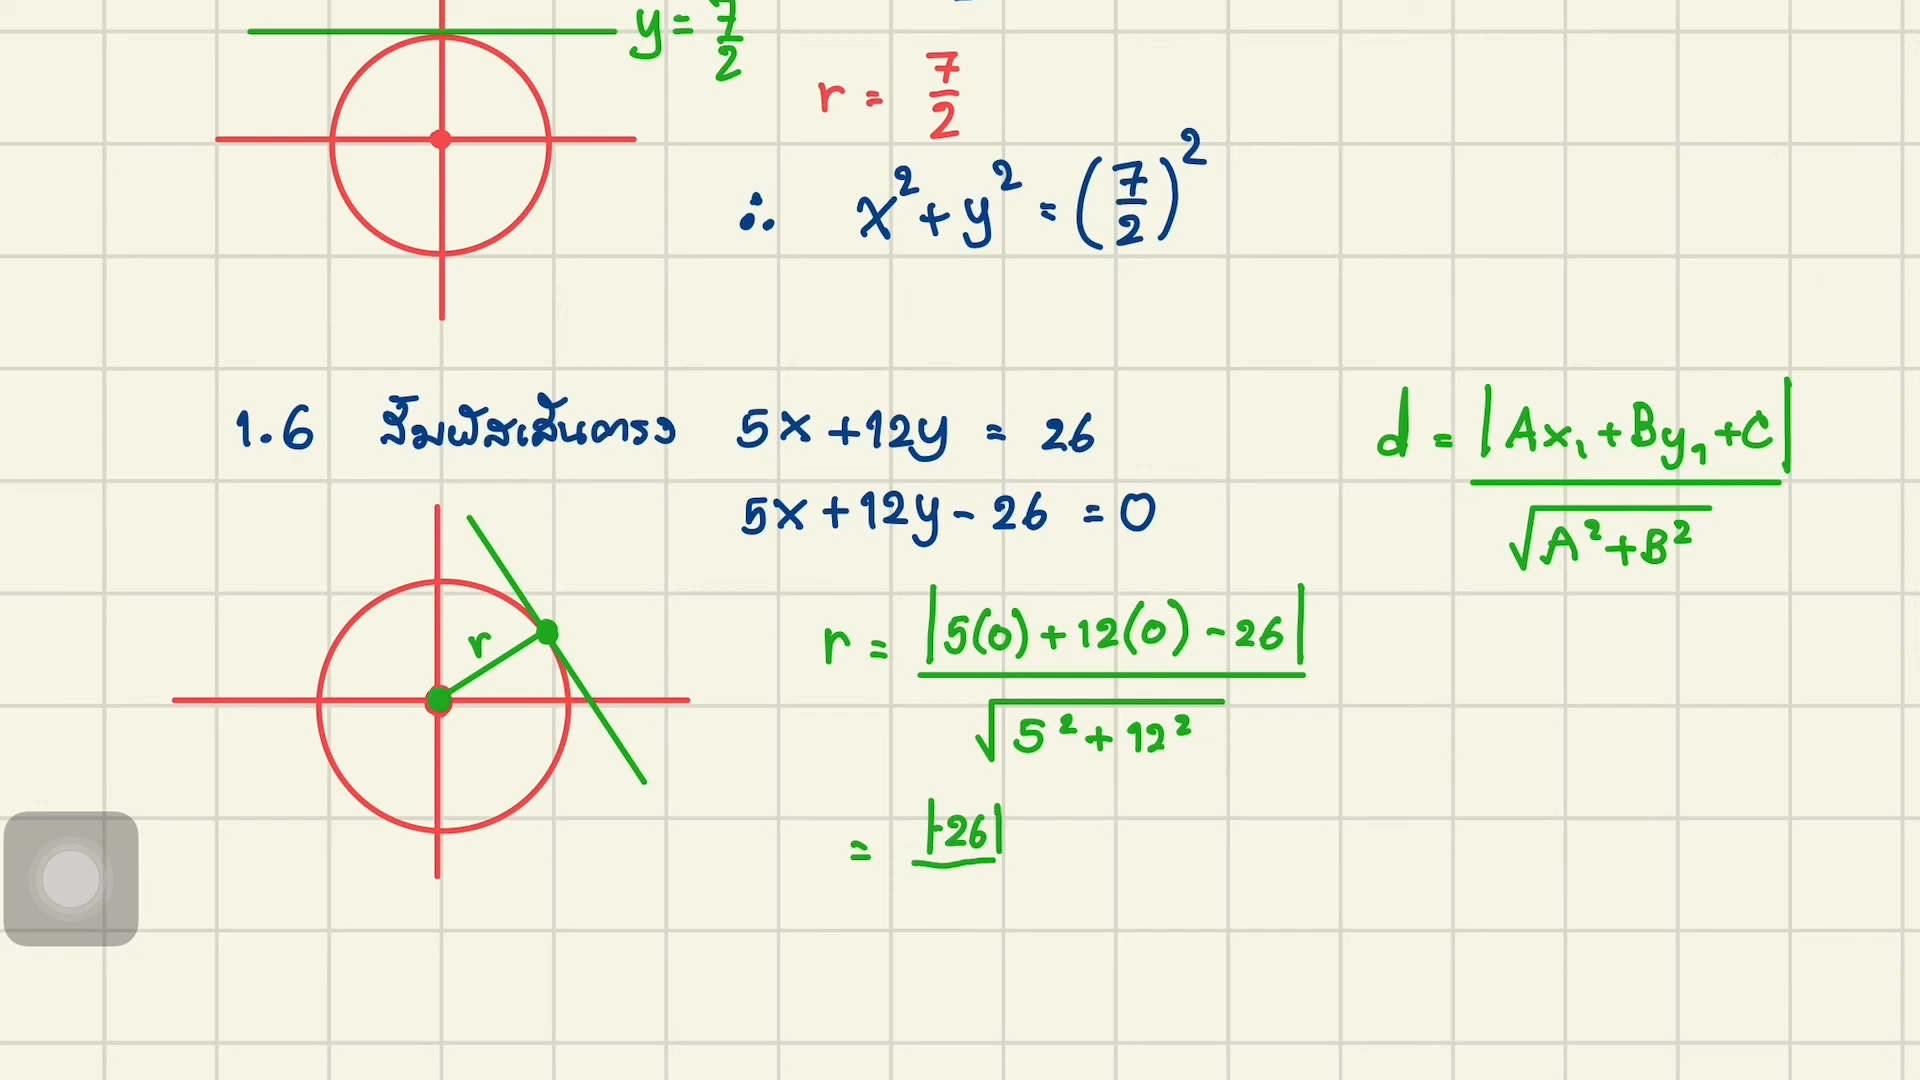 y = 7/2
r = 7/2
∴ x² + y² = (7/2)²
1.6 สัมผัสเส้นตรง 5x + 12y = 26
5x + 12y - 26 = 0
d = |Ax₁ + By₁ + C| / √(A² + B²)
r
r = |5(0) + 12(0) - 26| / √(5² + 12²)
= |-26|